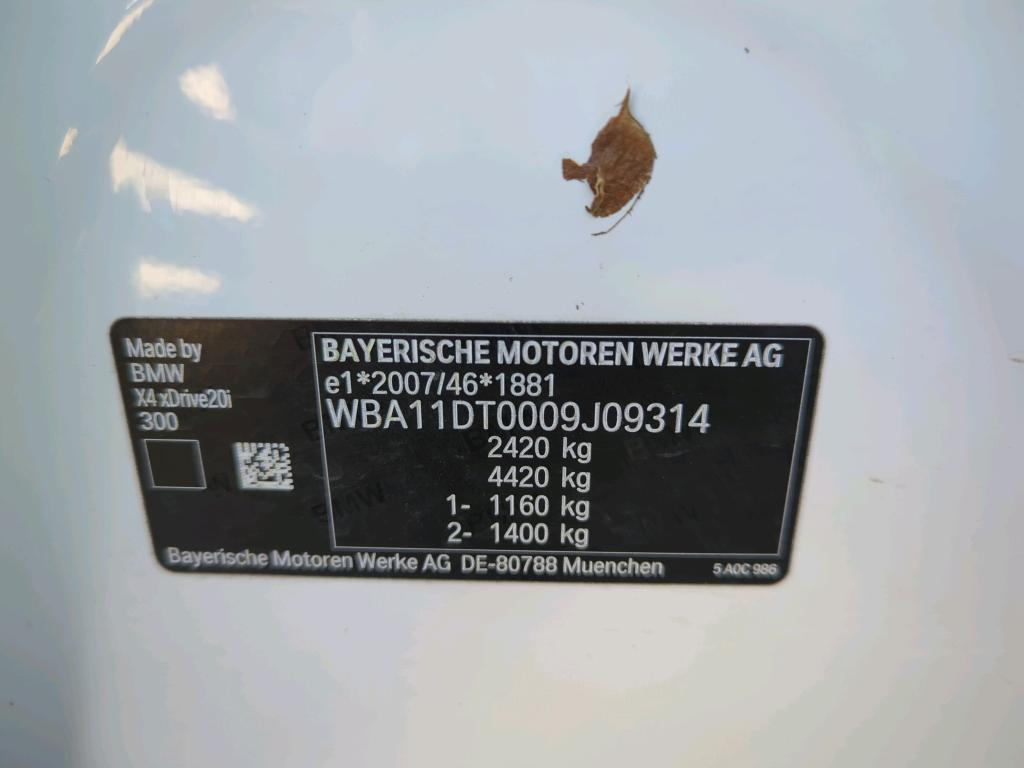 Made by
BMW
X4 xDrive20i
300
BAYERISCHE MOTOREN WERKE AG
e1*2007/46*1881
WBA11DT0009J09314
2420 kg
4420 kg
1- 1160 kg
2- 1400 kg
Bayerische Motoren Werke AG DE-80788 Muenchen
5 A0C 986